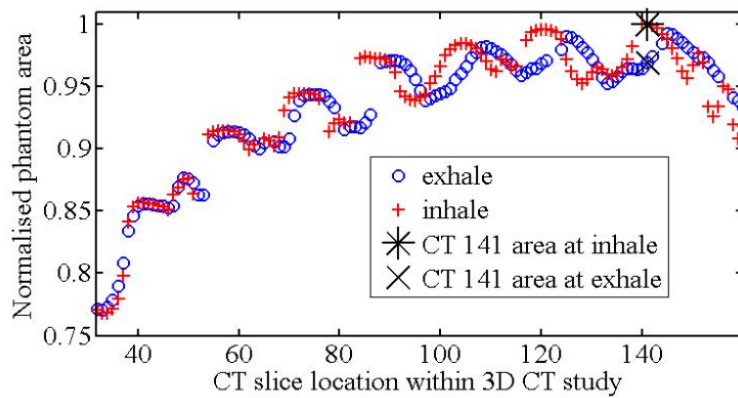 Normalised phantom area
1
0.95
0.9
0.85
0.8
0.75
exhale
inhale
CT 141 area at inhale
CT 141 area at exhale
40 60 80 100 120 140
CT slice location within 3D CT study